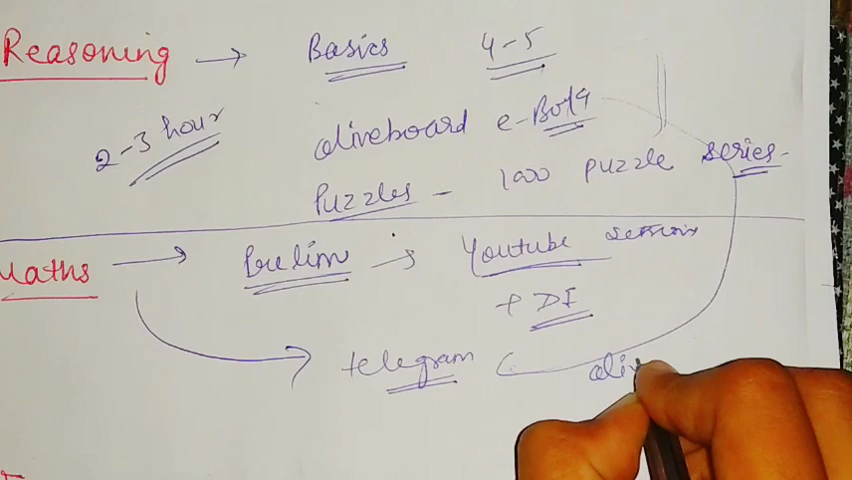 Reasoning → Basics 4-5
2-3 hour oliveboard e-Book
Puzzles - 1000 puzzle series-
Maths → Prelim → Youtube session
+ DI
telegram oliv